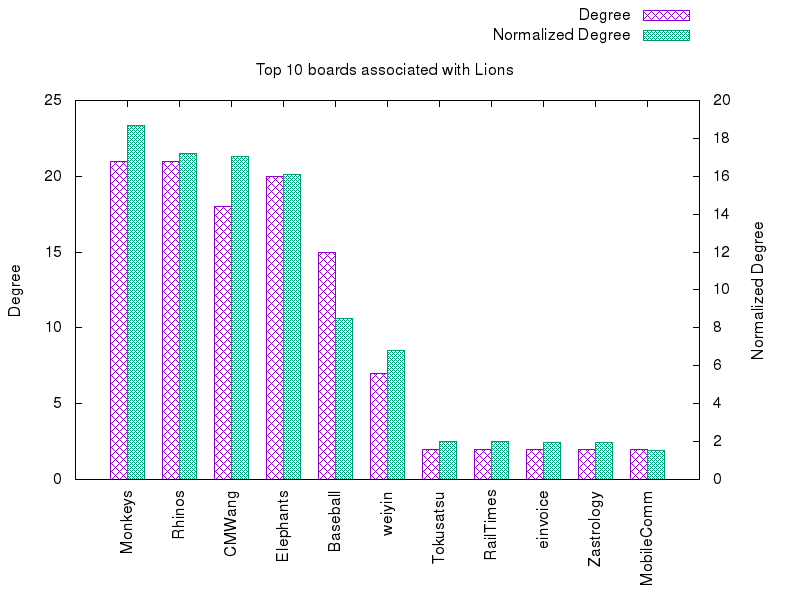 Degree
Normalized Degree
Top 10 boards associated with Lions
25
20
15
10
5
0
20
18
16
14
12
10
8
6
4
2
0
Degree
Normalized Degree
Monkeys
Rhinos
CMWang
Elephants
Baseball
weiyin
Tokusatsu
RailTimes
einvoice
Zastrology
MobileComm